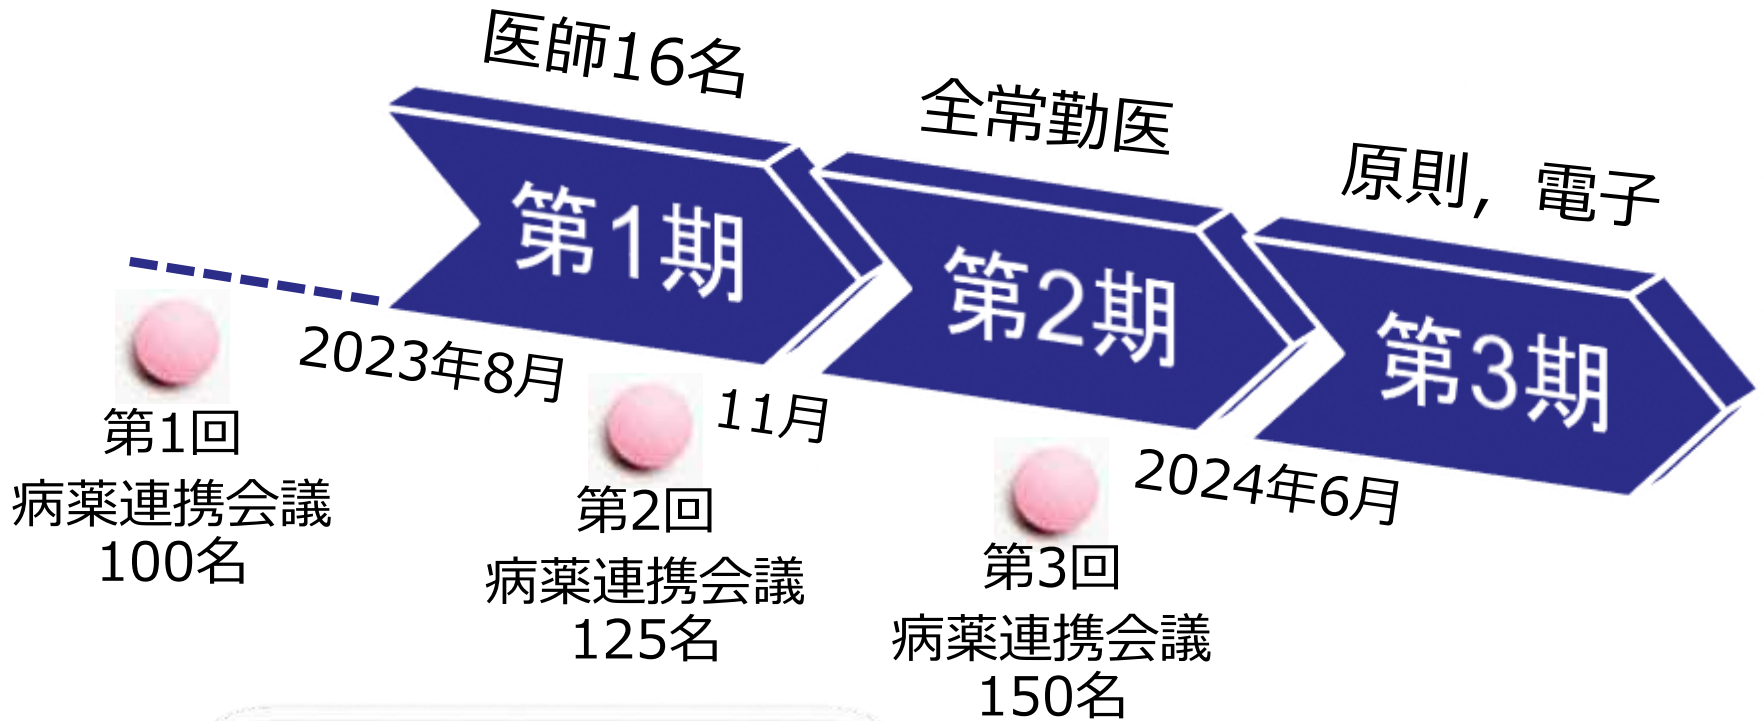 医師16名
全常勤医
原則，電子
第1期
第2期
第3期
2023年8月
11月
2024年6月
第1回
病薬連携会議
100名
第2回
病薬連携会議
125名
第3回
病薬連携会議
150名